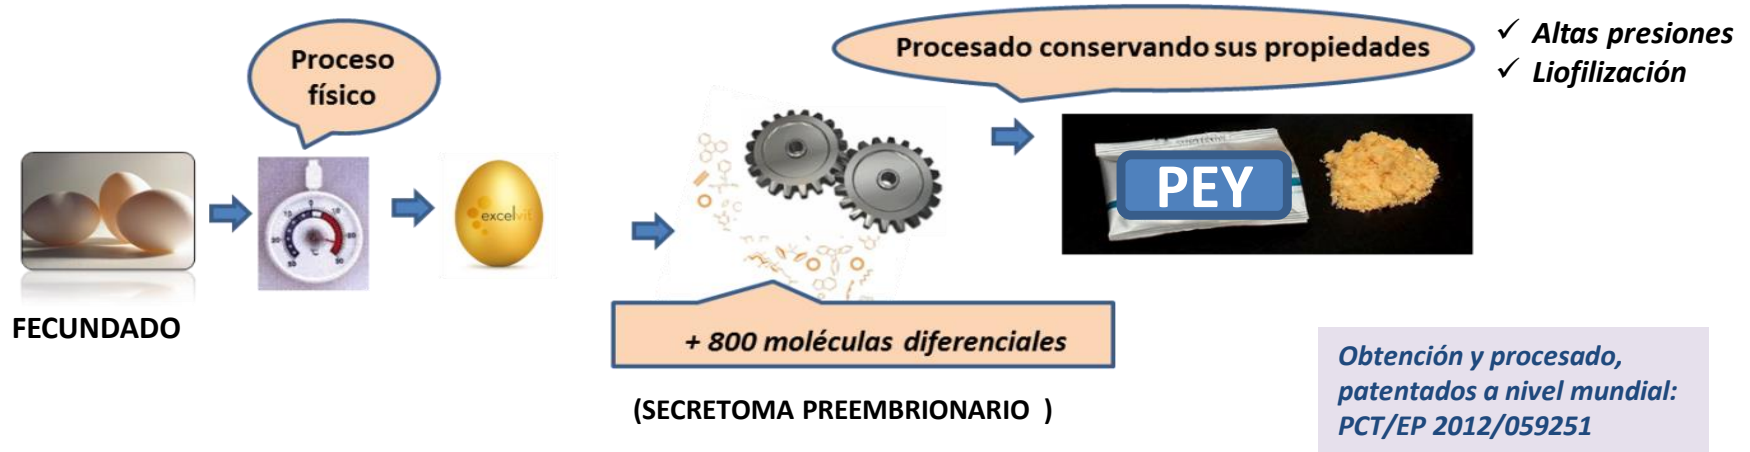 Proceso
físico
Procesado conservando sus propiedades
✓ Altas presiones
✓ Liofilización
excelvit
PEY
FECUNDADO
+ 800 moléculas diferenciales
(SECRETOMA PREEMBRIONARIO )
Obtención y procesado,
patentados a nivel mundial:
PCT/EP 2012/059251